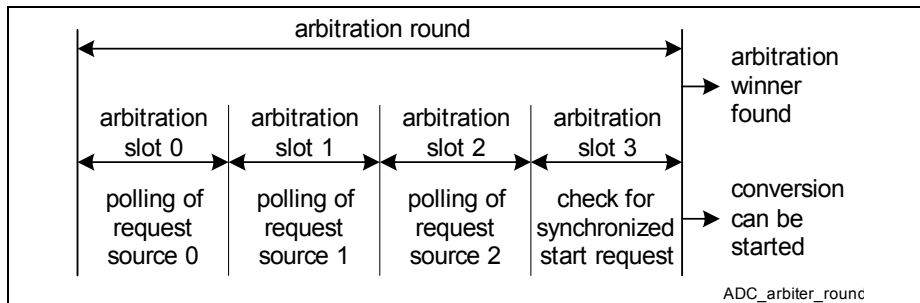 arbitration round
arbitration
winner
found
arbitration
slot 0
arbitration
slot 1
arbitration
slot 2
arbitration
slot 3
polling of
request
source 0
polling of
request
source 1
polling of
request
source 2
check for
synchronized
start request
conversion
can be
started
ADC_arbiter_round